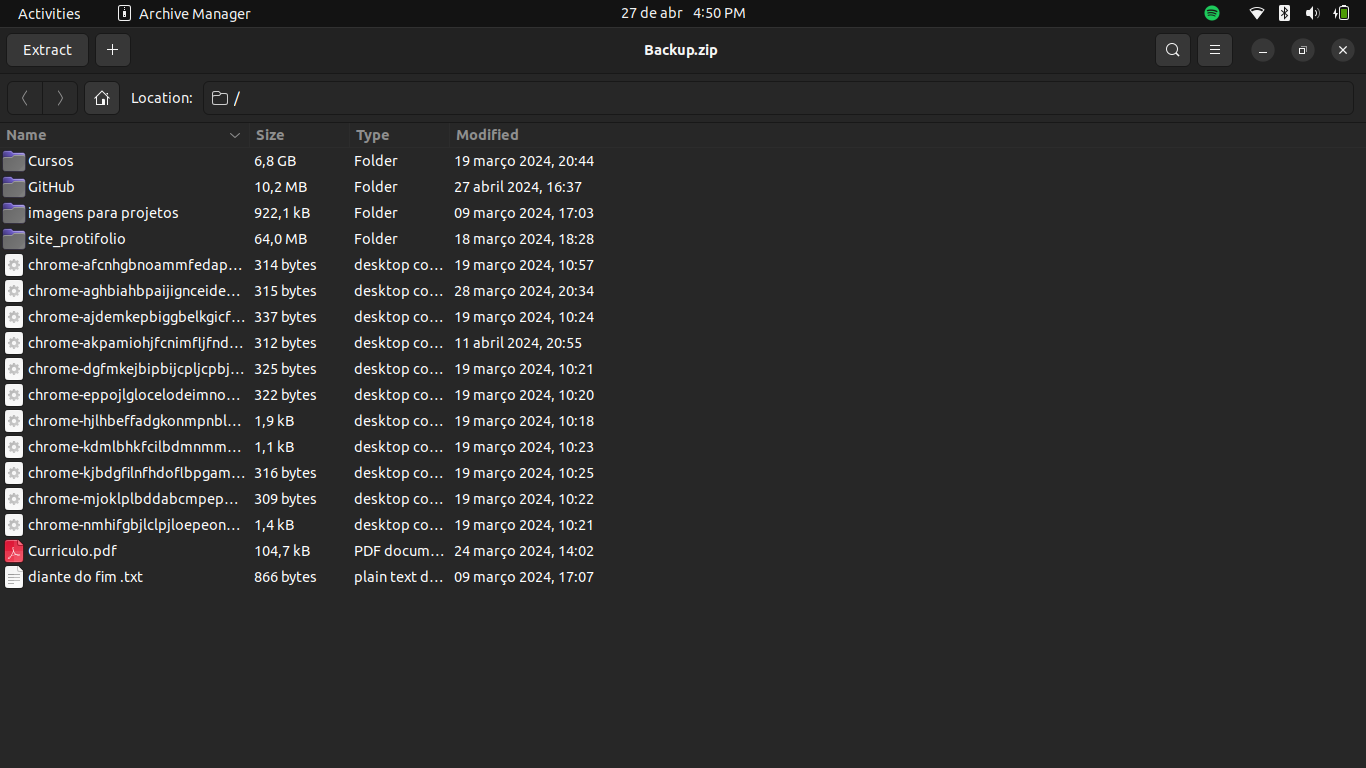 Activities Archive Manager 27 de abr 4:50 PM
Extract + Backup.zip
Location: /
Name Size Type Modified
Cursos 6,8 GB Folder 19 março 2024, 20:44
GitHub 10,2 MB Folder 27 abril 2024, 16:37
imagens para projetos 922,1 kB Folder 09 março 2024, 17:03
site_protifolio 64,0 MB Folder 18 março 2024, 18:28
chrome-afcnhgbnoammfedap… 314 bytes desktop co… 19 março 2024, 10:57
chrome-aghbiahbpaijignceide… 315 bytes desktop co… 28 março 2024, 20:34
chrome-ajdemkepbiggbelkgicf… 337 bytes desktop co… 19 março 2024, 10:24
chrome-akpamiohjfcnimfljfnd… 312 bytes desktop co… 11 abril 2024, 20:55
chrome-dgfmkejbipbijcpljcpbj… 325 bytes desktop co… 19 março 2024, 10:21
chrome-eppojlglocelodeimno… 322 bytes desktop co… 19 março 2024, 10:20
chrome-hjlhbeffadgkonmpnbl… 1,9 kB desktop co… 19 março 2024, 10:18
chrome-kdmlbhkfcilbdmnmm… 1,1 kB desktop co… 19 março 2024, 10:23
chrome-kjbdgfilnfhdoflbpgam… 316 bytes desktop co… 19 março 2024, 10:25
chrome-mjoklplbddabcmpep… 309 bytes desktop co… 19 março 2024, 10:22
chrome-nmhifgbjlclpjloepeon… 1,4 kB desktop co… 19 março 2024, 10:21
Curriculo.pdf 104,7 kB PDF docum… 24 março 2024, 14:02
diante do fim .txt 866 bytes plain text d… 09 março 2024, 17:07